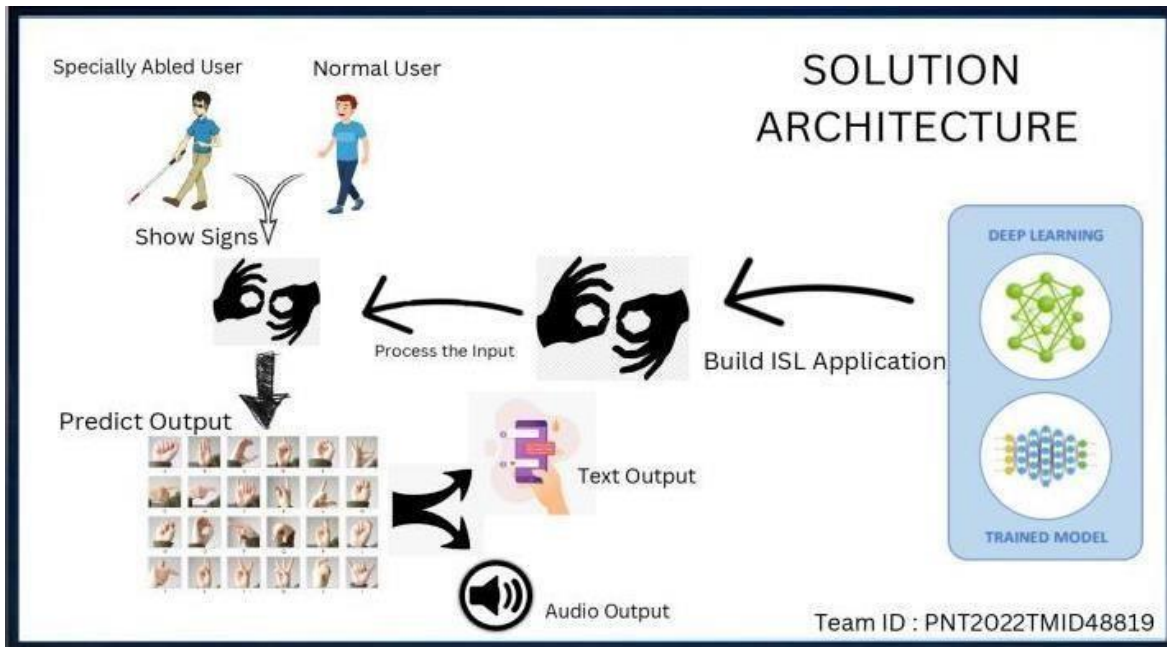 SOLUTION
ARCHITECTURE
Specially Abled User
Normal User
Show Signs
DEEP LEARNING
Process the Input
Build ISL Application
Predict Output
Text Output
TRAINED MODEL
Audio Output
Team ID : PNT2022TMID48819